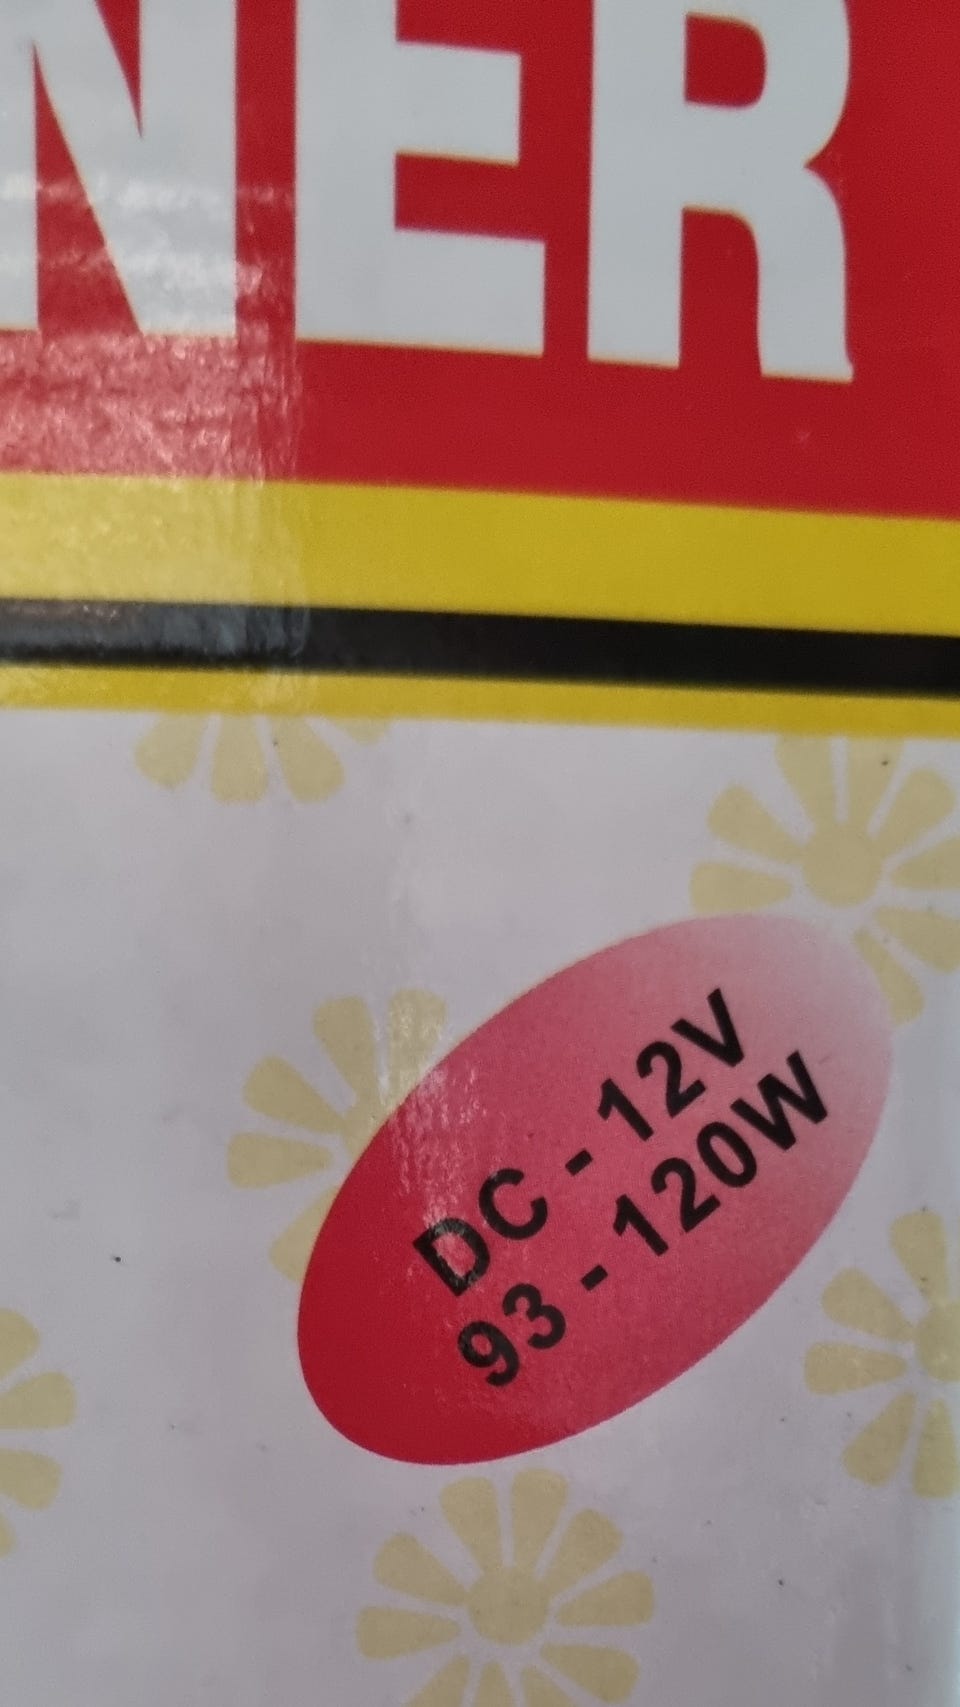 NER
DC - 12V
93 - 120W